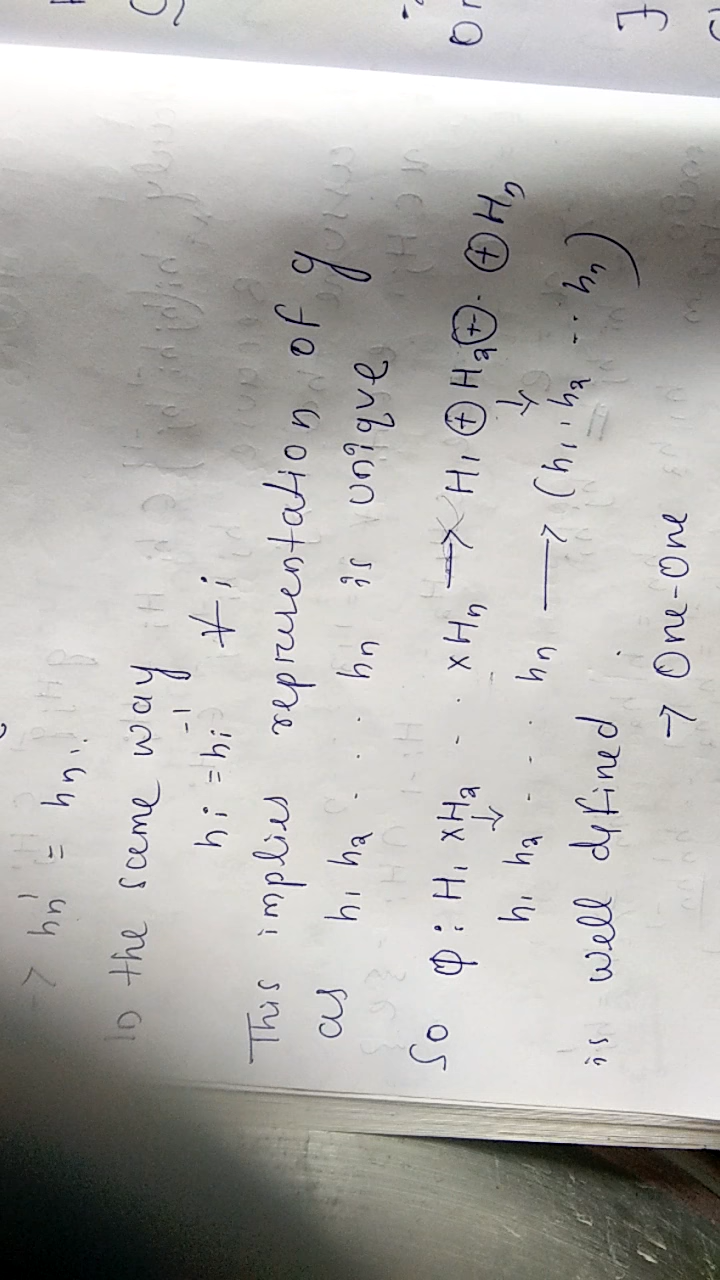 → hn' = hn.
In the same way
hi = hi⁻¹ ∀ i
This implies representation of g
as h1 h2 . . . hn is unique
So φ : H1 × H2 - . . × Hn → H1 ⊕ H2 ⊕ . ⊕ Hn
↓ ↓
h1 h2 - - . hn ⟶ (h1, h2 ... hn)
is well defined
→ One-One